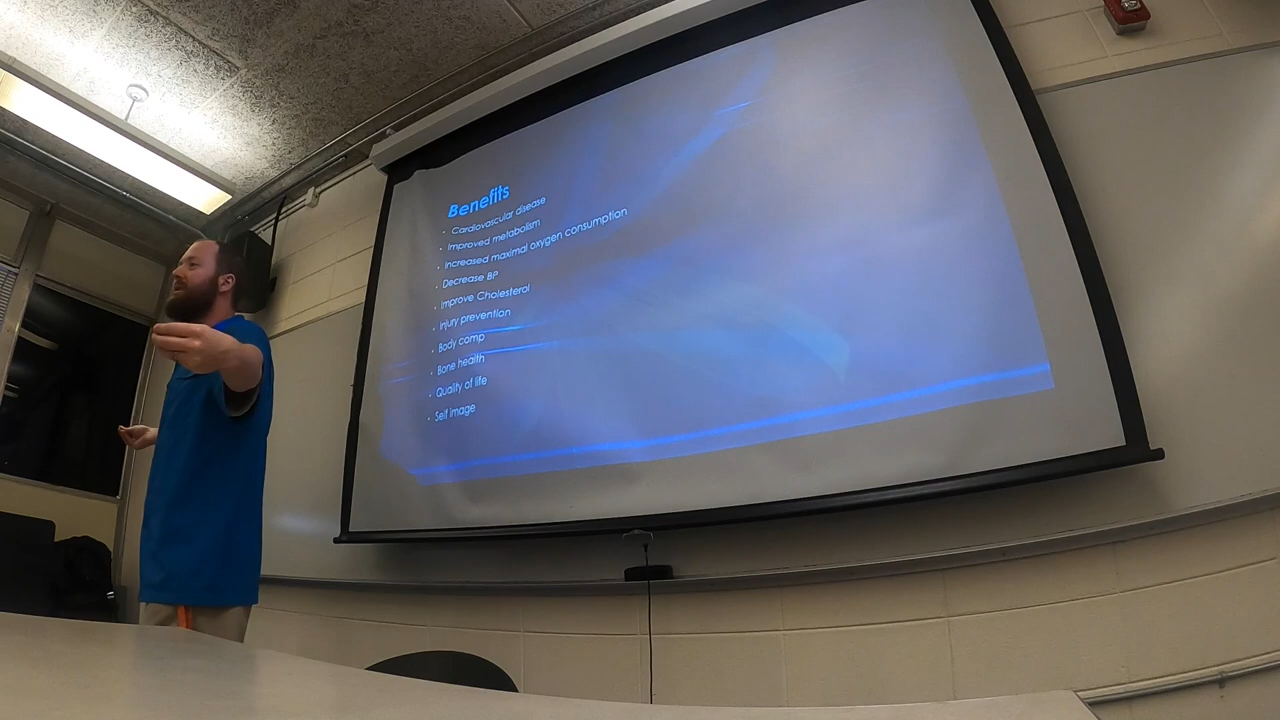 Benefits
Cardiovascular disease
Improved metabolism
Increased maximal oxygen consumption
Decrease BP
Improve Cholesterol
Injury prevention
Body comp
Bone health
Quality of life
Self image